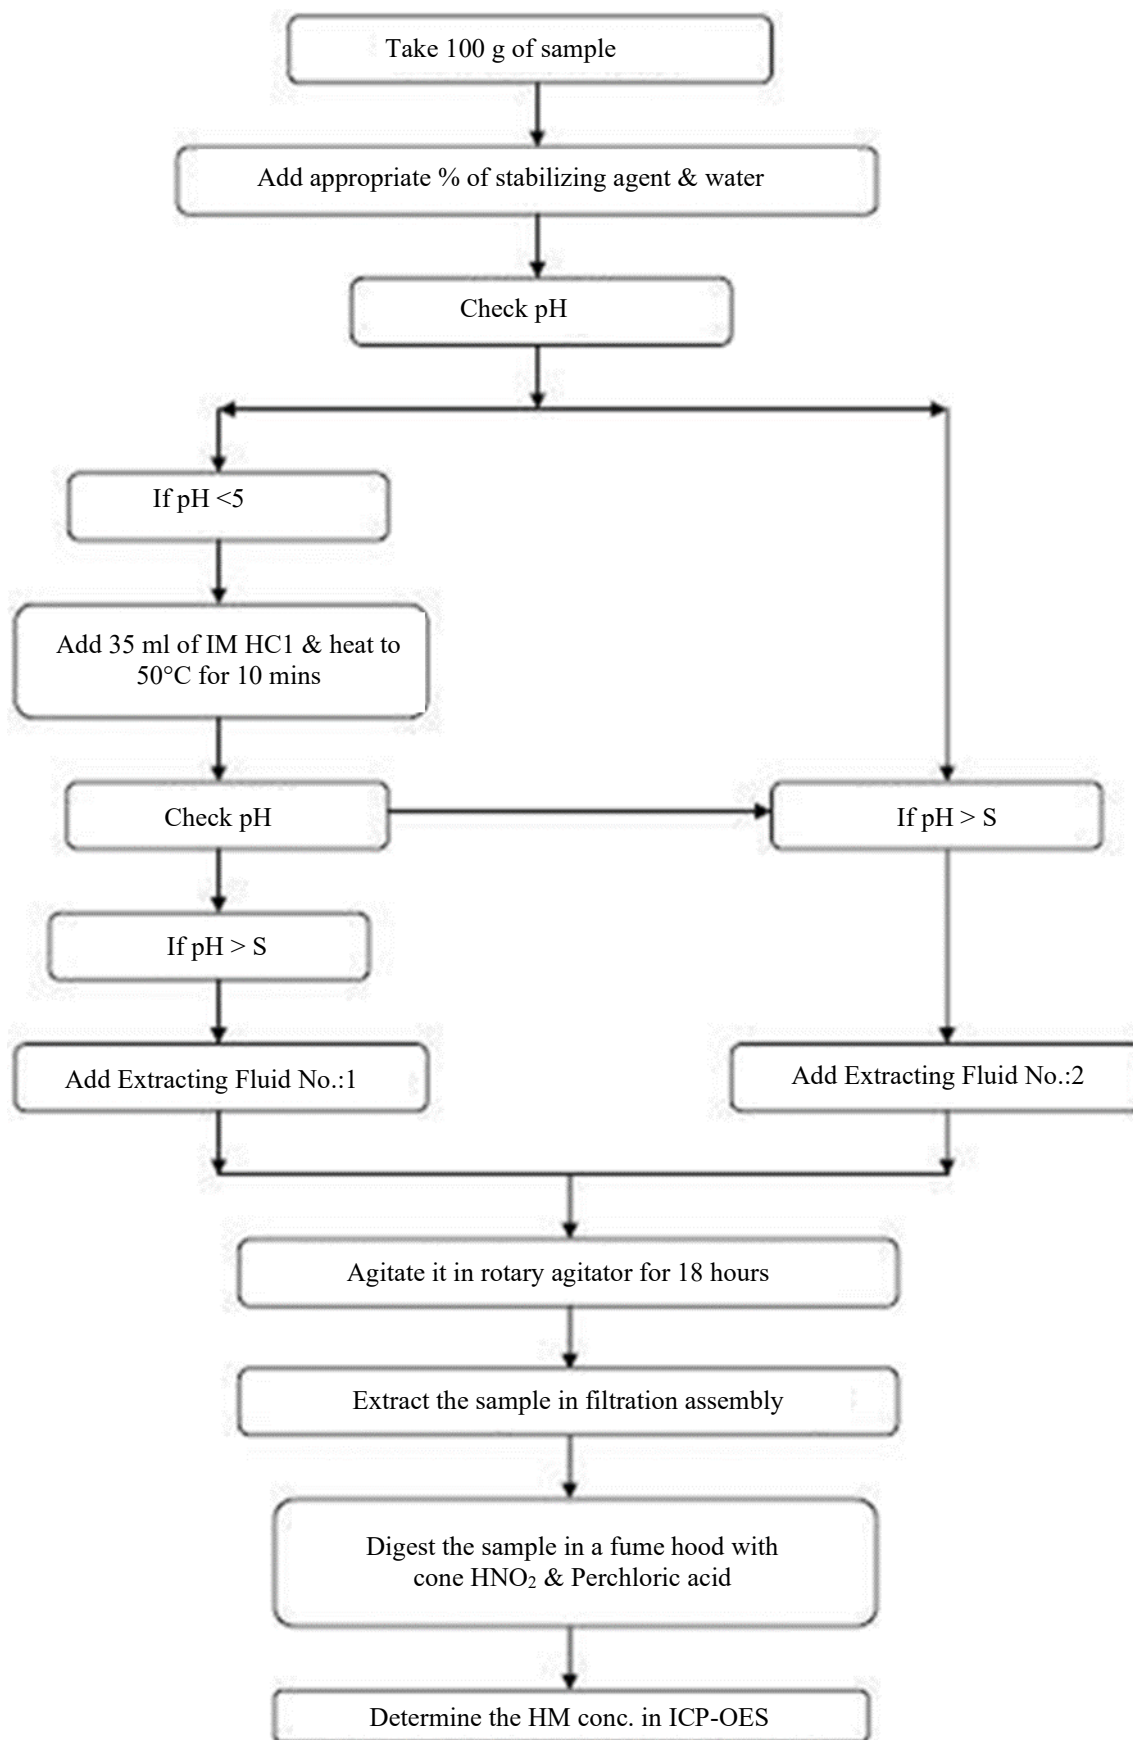 Take 100 g of sample
Add appropriate % of stabilizing agent & water
Check pH
If pH <5
Add 35 ml of IM HC1 & heat to
50°C for 10 mins
Check pH
If pH > S
If pH > S
Add Extracting Fluid No.:1
Add Extracting Fluid No.:2
Agitate it in rotary agitator for 18 hours
Extract the sample in filtration assembly
Digest the sample in a fume hood with
cone HNO₂ & Perchloric acid
Determine the HM conc. in ICP-OES